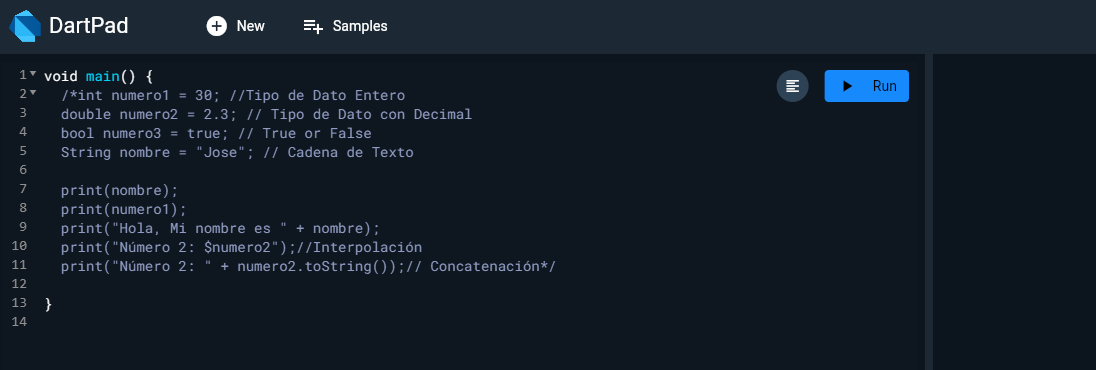 DartPad New Samples
1 void main() {
2 /*int numero1 = 30; //Tipo de Dato Entero
3 double numero2 = 2.3; // Tipo de Dato con Decimal
4 bool numero3 = true; // True or False
5 String nombre = "Jose"; // Cadena de Texto
6
7 print(nombre);
8 print(numero1);
9 print("Hola, Mi nombre es " + nombre);
10 print("Número 2: $numero2");//Interpolación
11 print("Número 2: " + numero2.toString());// Concatenación*/
12
13 }
14
Run